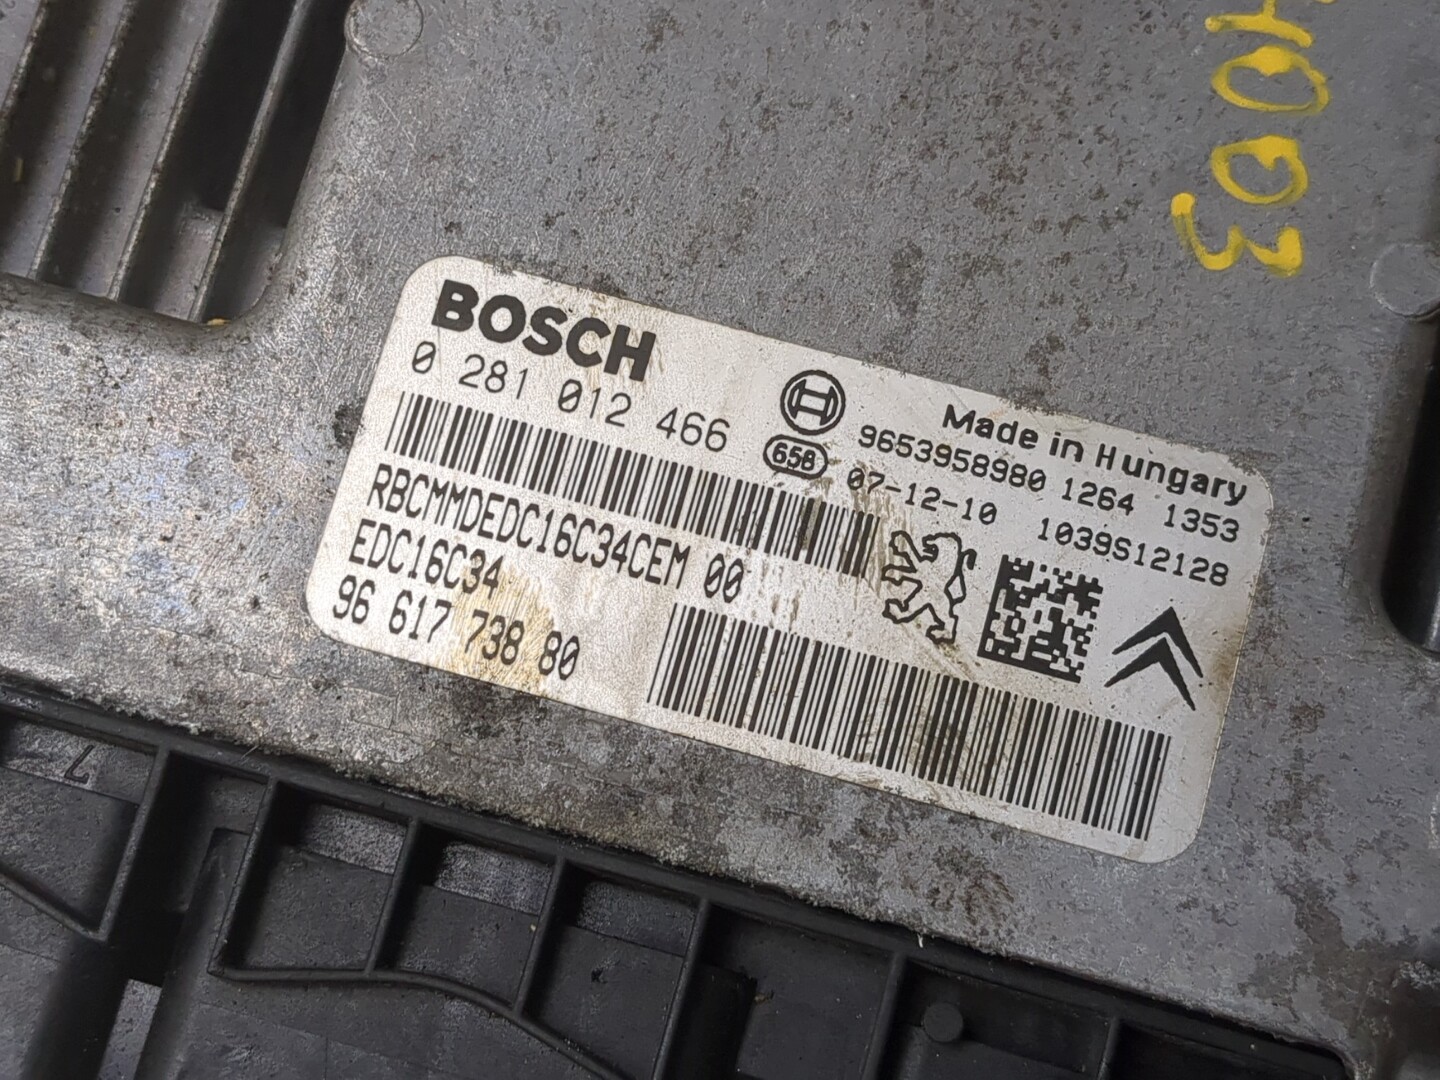 BOSCH
0 281 012 466
Made in Hungary
9653958980 1264 1353
658 07-12-10 1039S12128
RBCMMDEDC16C34CEM 00
EDC16C34
96 617 738 80